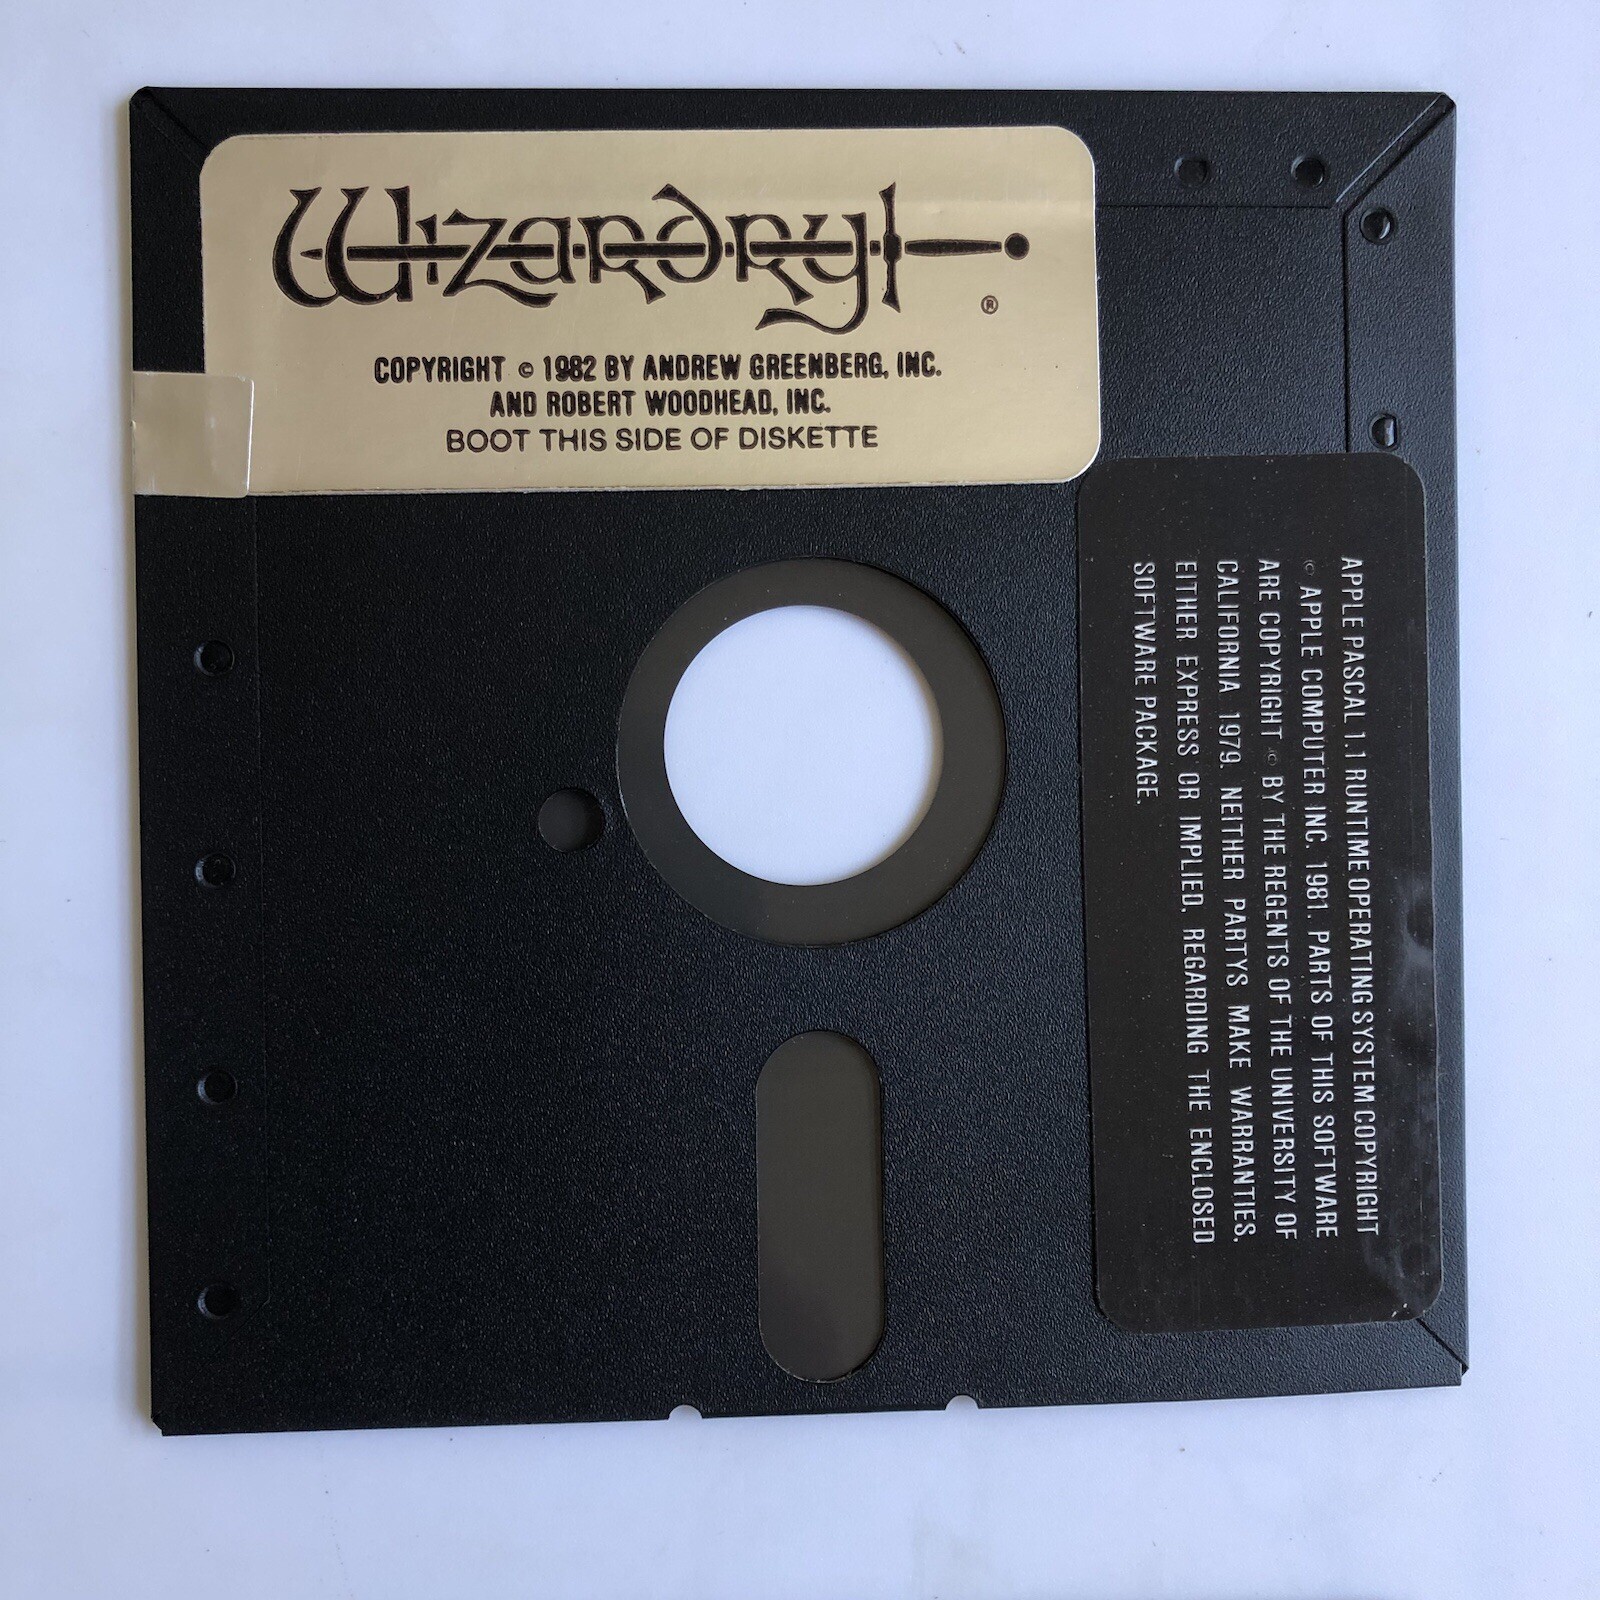 Wizardry
®
COPYRIGHT © 1982 BY ANDREW GREENBERG, INC.
AND ROBERT WOODHEAD, INC.
BOOT THIS SIDE OF DISKETTE
APPLE PASCAL 1.1 RUNTIME OPERATING SYSTEM COPYRIGHT
© APPLE COMPUTER INC. 1981. PARTS OF THIS SOFTWARE
ARE COPYRIGHT © BY THE REGENTS OF THE UNIVERSITY OF
CALIFORNIA 1979. NEITHER PARTYS MAKE WARRANTIES,
EITHER EXPRESS OR IMPLIED, REGARDING THE ENCLOSED
SOFTWARE PACKAGE.